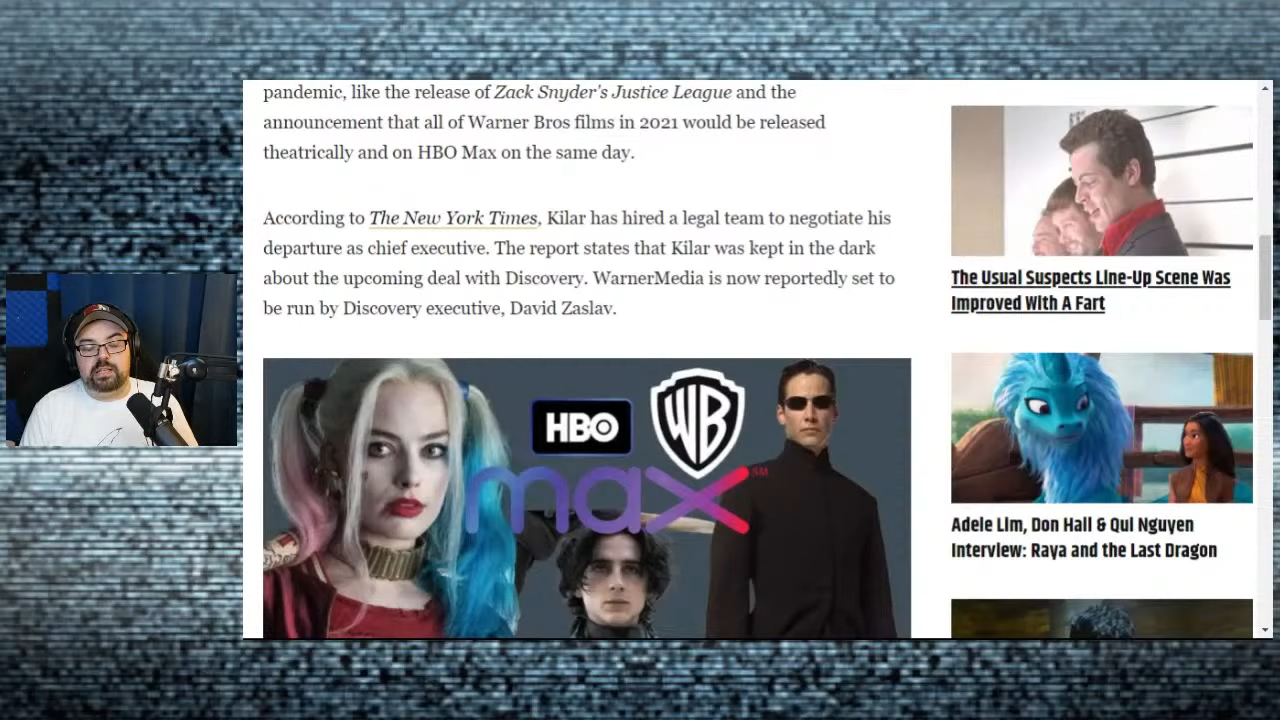 pandemic, like the release of Zack Snyder's Justice League and the
announcement that all of Warner Bros films in 2021 would be released
theatrically and on HBO Max on the same day.
According to The New York Times, Kilar has hired a legal team to negotiate his
departure as chief executive. The report states that Kilar was kept in the dark
about the upcoming deal with Discovery. WarnerMedia is now reportedly set to
be run by Discovery executive, David Zaslav.
HBO
WB
max SM
The Usual Suspects Line-Up Scene Was
Improved With A Fart
Adele Lim, Don Hall & Qui Nguyen
Interview: Raya and the Last Dragon